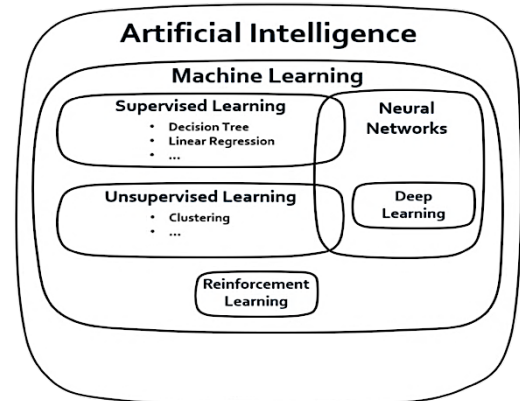 Artificial Intelligence
Machine Learning
Supervised Learning
• Decision Tree
• Linear Regression
• ...
Neural
Networks
Unsupervised Learning
• Clustering
• ...
Deep
Learning
Reinforcement
Learning